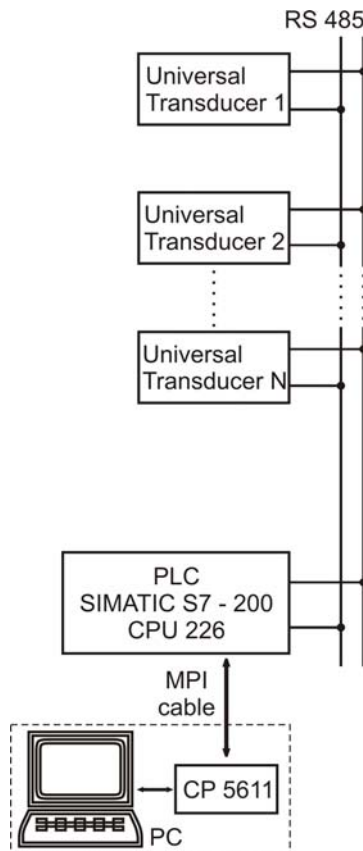 RS 485
Universal
Transducer 1
Universal
Transducer 2
Universal
Transducer N
PLC
SIMATIC S7 - 200
CPU 226
MPI
cable
CP 5611
PC